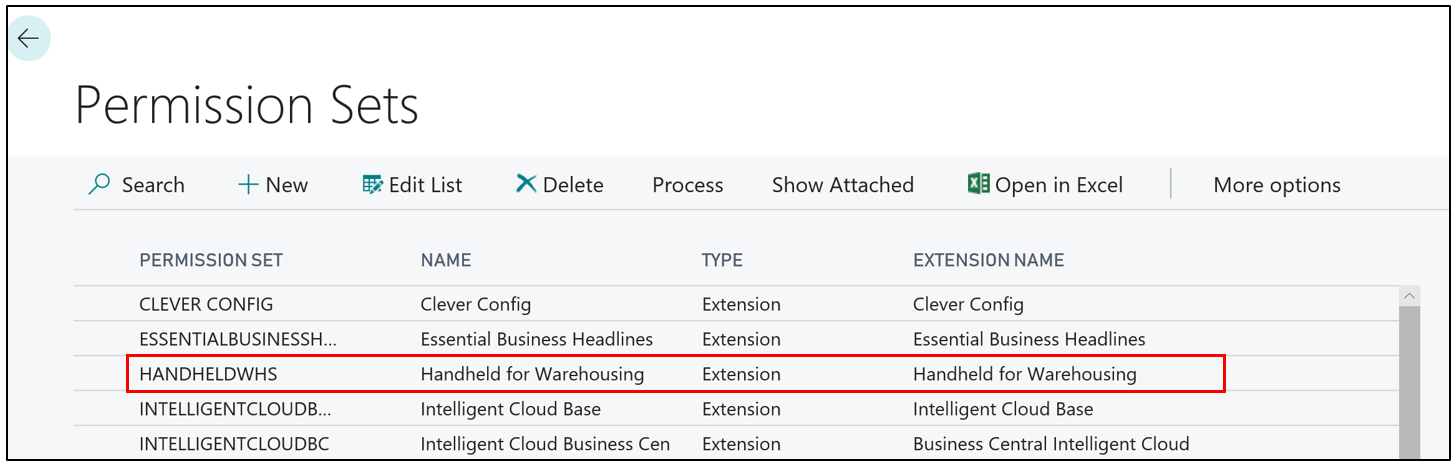 Permission Sets
Search New Edit List Delete Process Show Attached Open in Excel More options
PERMISSION SET NAME TYPE EXTENSION NAME
CLEVER CONFIG Clever Config Extension Clever Config
ESSENTIALBUSINESSH... Essential Business Headlines Extension Essential Business Headlines
HANDHELDWHS Handheld for Warehousing Extension Handheld for Warehousing
INTELLIGENTCLOUDB... Intelligent Cloud Base Extension Intelligent Cloud Base
INTELLIGENTCLOUDBC Intelligent Cloud Business Cen Extension Business Central Intelligent Cloud